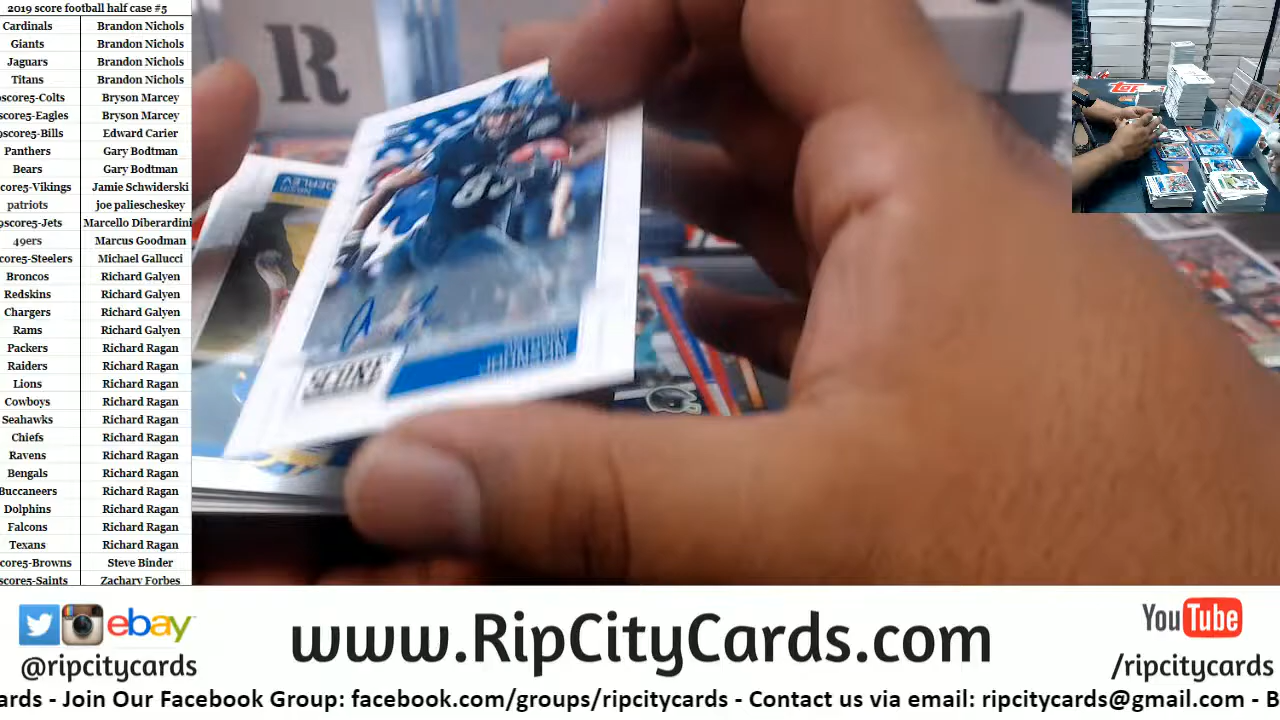 2019 score football half case #5
Cardinals Brandon Nichols
Giants Brandon Nichols
Jaguars Brandon Nichols
Titans Brandon Nichols
score5-Colts Bryson Marcey
score5-Eagles Bryson Marcey
9score5-Bills Edward Carier
Panthers Gary Bodtman
Bears Gary Bodtman
core5-Vikings Jamie Schwiderski
patriots joe paliescheskey
9score5-Jets Marcello Diberardini
49ers Marcus Goodman
core5-Steelers Michael Gallucci
Broncos Richard Galyen
Redskins Richard Galyen
Chargers Richard Galyen
Rams Richard Galyen
Packers Richard Ragan
Raiders Richard Ragan
Lions Richard Ragan
Cowboys Richard Ragan
Seahawks Richard Ragan
Chiefs Richard Ragan
Ravens Richard Ragan
Bengals Richard Ragan
Buccaneers Richard Ragan
Dolphins Richard Ragan
Falcons Richard Ragan
Texans Richard Ragan
core5-Browns Steve Binder
score5-Saints Zachary Forbes
R
SCORE
JOHNSON
ebay
@ripcitycards
www.RipCityCards.com
YouTube
/ripcitycards
ards - Join Our Facebook Group: facebook.com/groups/ripcitycards - Contact us via email: ripcitycards@gmail.com - B